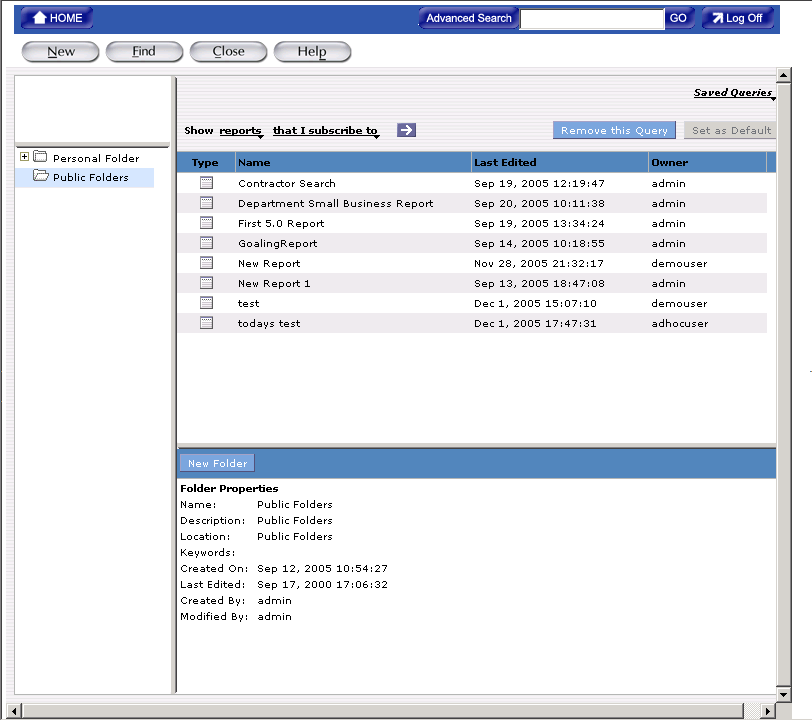 HOME Advanced Search GO Log Off
New Find Close Help
Saved Queries
Show reports that I subscribe to Remove this Query Set as Default
Personal Folder
Public Folders
Type Name Last Edited Owner
Contractor Search Sep 19, 2005 12:19:47 admin
Department Small Business Report Sep 20, 2005 10:11:38 admin
First 5.0 Report Sep 19, 2005 13:34:24 admin
GoalingReport Sep 14, 2005 10:18:55 admin
New Report Nov 28, 2005 21:32:17 demouser
New Report 1 Sep 13, 2005 18:47:08 admin
test Dec 1, 2005 15:07:10 demouser
todays test Dec 1, 2005 17:47:31 adhocuser
New Folder
Folder Properties
Name: Public Folders
Description: Public Folders
Location: Public Folders
Keywords:
Created On: Sep 12, 2005 10:54:27
Last Edited: Sep 17, 2000 17:06:32
Created By: admin
Modified By: admin